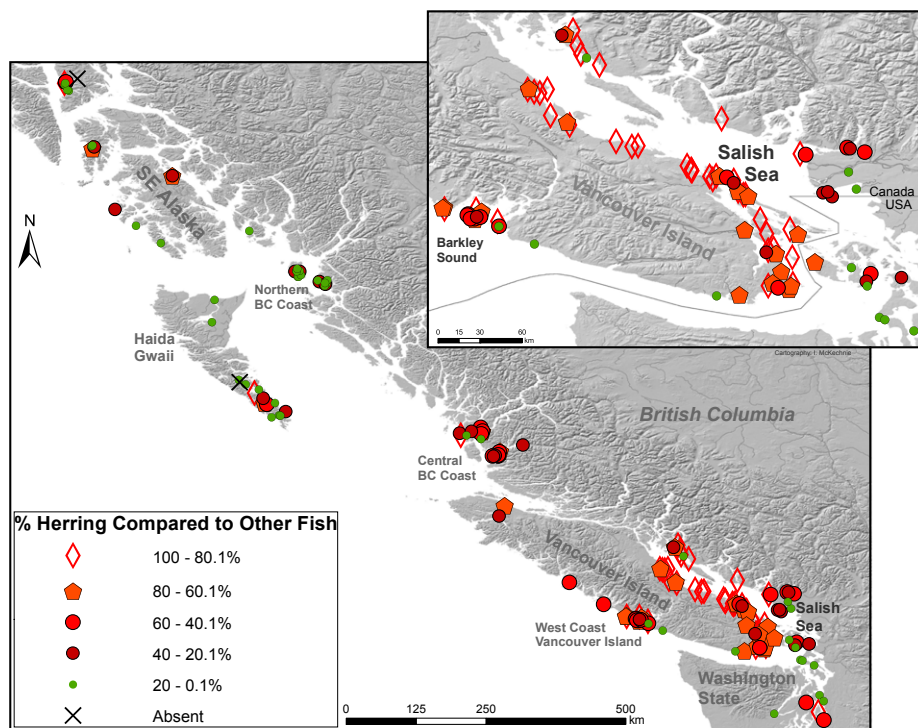 Salish
Sea
Canada
USA
Vancouver Island
Barkley
Sound
0 15 30 60
km
Cartography: I. McKechnie
N
SE Alaska
Northern
BC Coast
Haida
Gwaii
British Columbia
Central
BC Coast
Vancouver Island
West Coast
Vancouver Island
Salish
Sea
Washington
State
% Herring Compared to Other Fish
100 - 80.1%
80 - 60.1%
60 - 40.1%
40 - 20.1%
20 - 0.1%
Absent
0 125 250 500
km